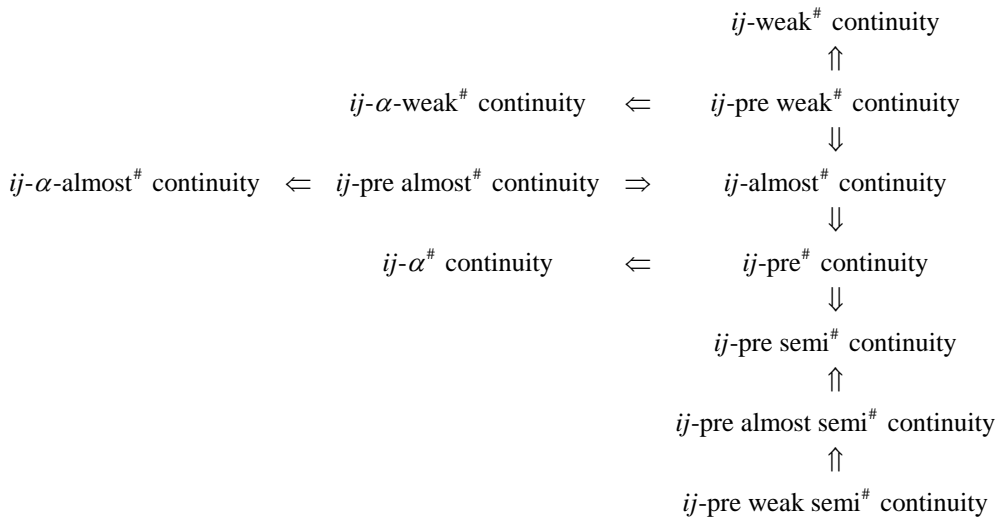 ij-weak# continuity
⇑
ij-α-weak# continuity ⇐ ij-pre weak# continuity
⇓
ij-α-almost# continuity ⇐ ij-pre almost# continuity ⇒ ij-almost# continuity
⇓
ij-α# continuity ⇐ ij-pre# continuity
⇓
ij-pre semi# continuity
⇑
ij-pre almost semi# continuity
⇑
ij-pre weak semi# continuity